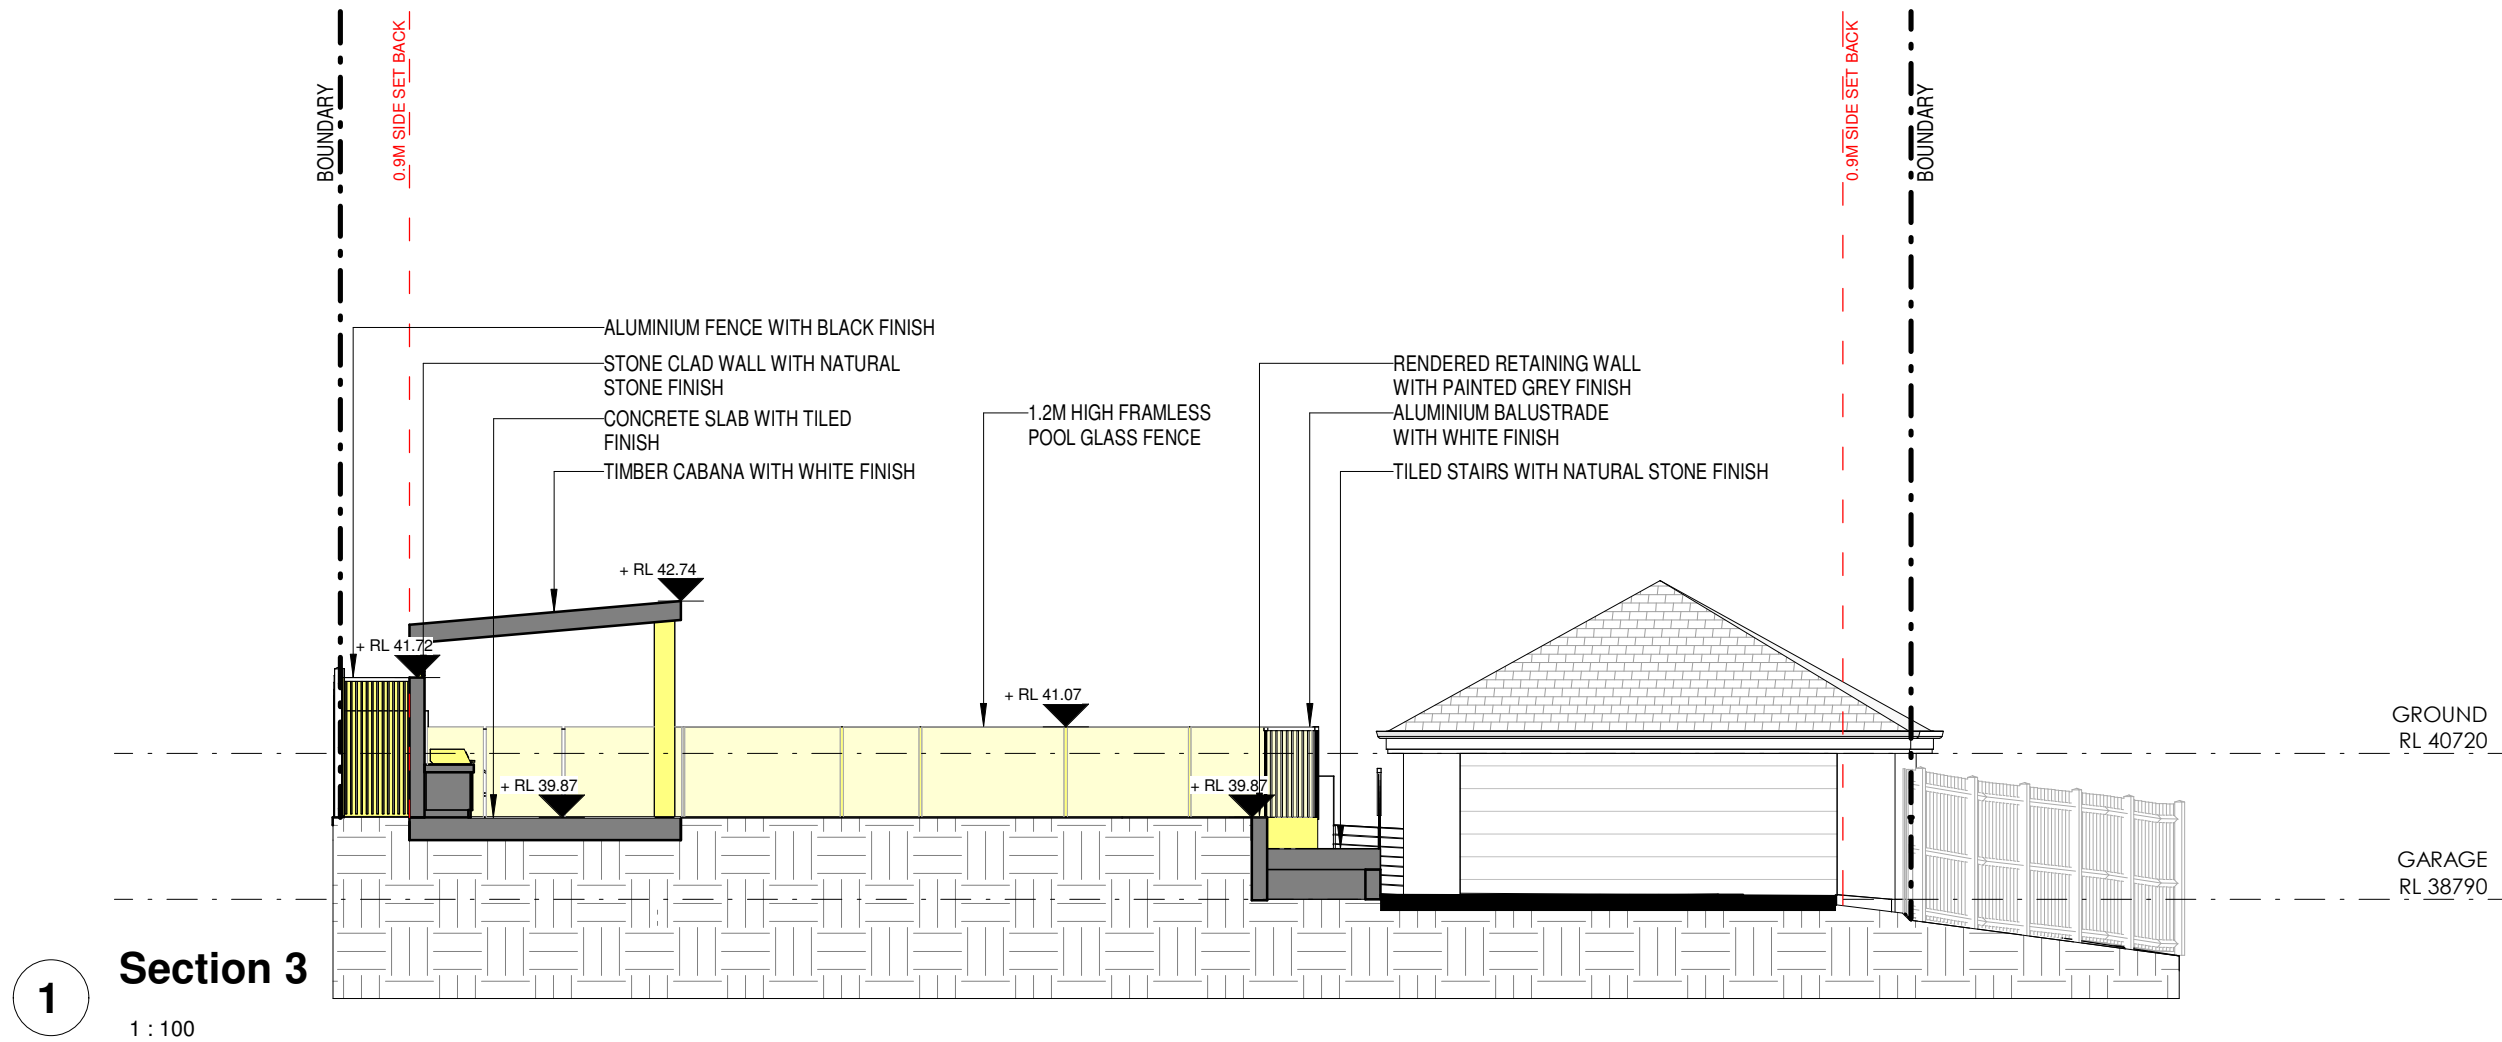 BOUNDARY
0.9M SIDE SET BACK
0.9M SIDE SET BACK
BOUNDARY
ALUMINIUM FENCE WITH BLACK FINISH
STONE CLAD WALL WITH NATURAL
STONE FINISH
CONCRETE SLAB WITH TILED
FINISH
TIMBER CABANA WITH WHITE FINISH
1.2M HIGH FRAMLESS
POOL GLASS FENCE
RENDERED RETAINING WALL
WITH PAINTED GREY FINISH
ALUMINIUM BALUSTRADE
WITH WHITE FINISH
TILED STAIRS WITH NATURAL STONE FINISH
+ RL 42.74
+ RL 41.72
+ RL 41.07
+ RL 39.87
+ RL 39.87
GROUND
RL 40720
GARAGE
RL 38790
1
Section 3
1 : 100